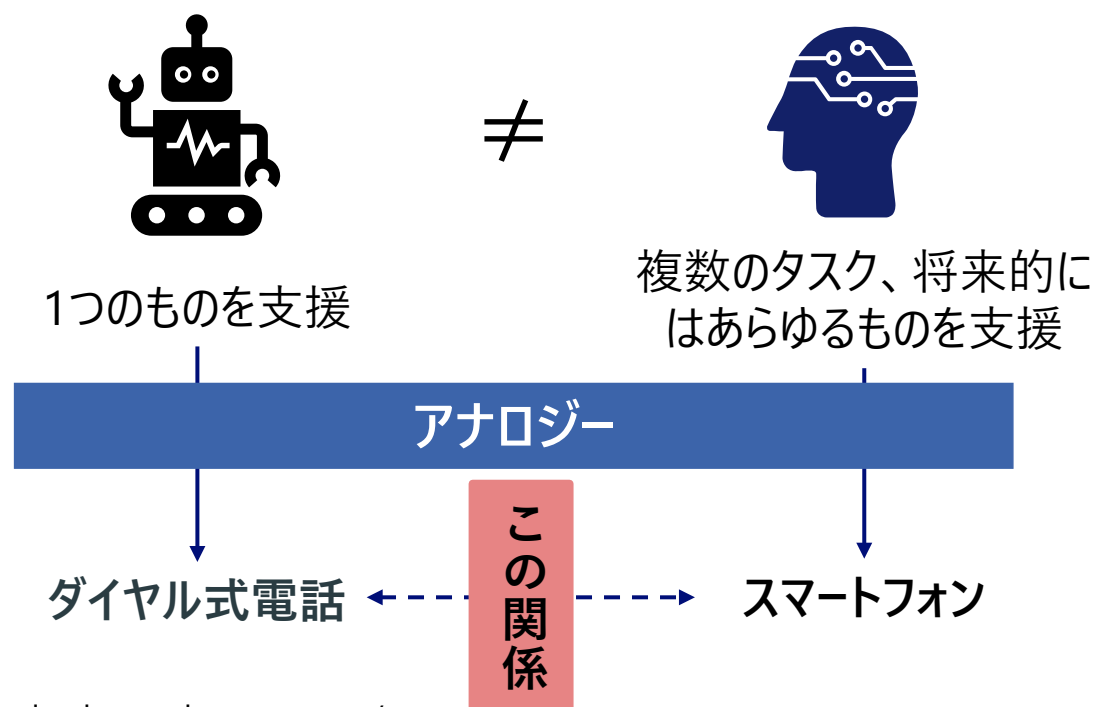 ≠
1つのものを支援
複数のタスク、将来的に
はあらゆるものを支援
アナロジー
この関係
ダイヤル式電話
スマートフォン